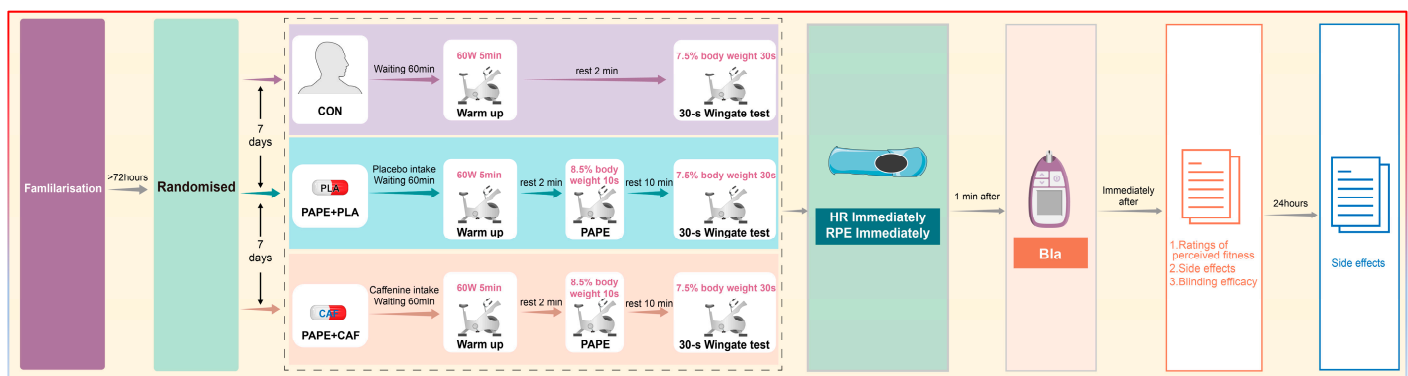 Familiarisation
>72hours
Randomised
7
days
7
days
CON
Waiting 60min
60W 5min
Warm up
rest 2 min
7.5% body weight 30s
30-s Wingate test
PLA
PAPE+PLA
Placebo intake
Waiting 60min
60W 5min
Warm up
rest 2 min
8.5% body
weight 10s
PAPE
rest 10 min
7.5% body weight 30s
30-s Wingate test
CAF
PAPE+CAF
Caffenine intake
Waiting 60min
60W 5min
Warm up
rest 2 min
8.5% body
weight 10s
PAPE
rest 10 min
7.5% body weight 30s
30-s Wingate test
HR Immediately
RPE Immediately
1 min after
Bla
Immediately
after
1.Ratings of
perceived fitness
2.Side effects
3.Blinding efficacy
24hours
Side effects